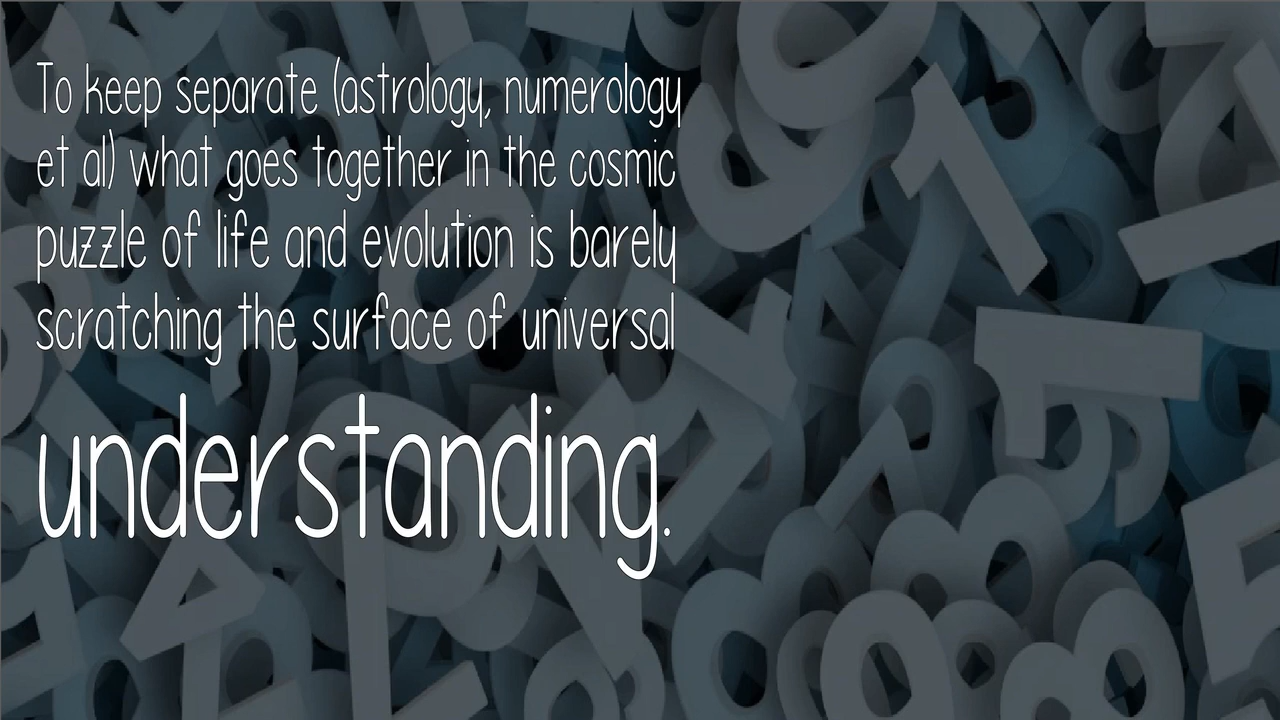 To keep separate (astrology, numerology
et al) what goes together in the cosmic
puzzle of life and evolution is barely
scratching the surface of universal
understanding.